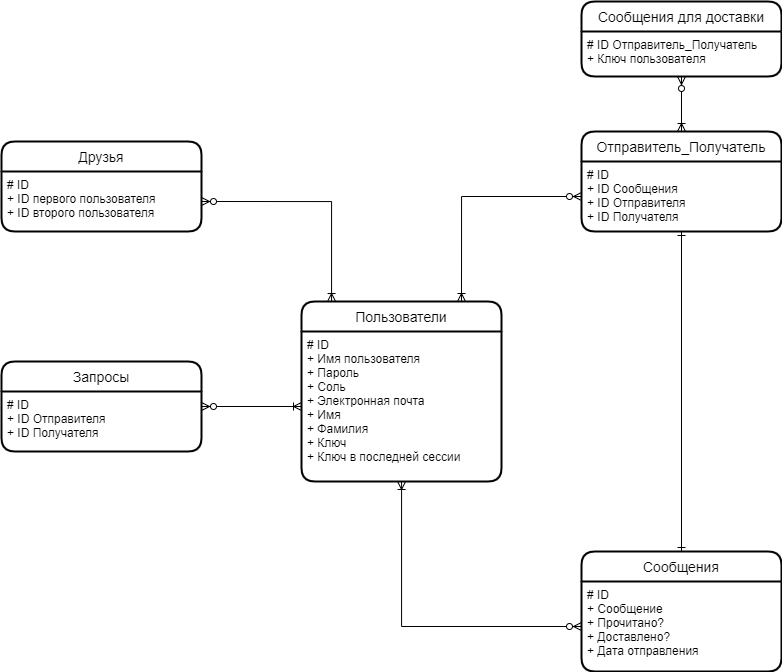 Сообщения для доставки
# ID Отправитель_Получатель
+ Ключ пользователя
Друзья
# ID
+ ID первого пользователя
+ ID второго пользователя
Отправитель_Получатель
# ID
+ ID Сообщения
+ ID Отправителя
+ ID Получателя
Пользователи
# ID
+ Имя пользователя
+ Пароль
+ Соль
+ Электронная почта
+ Имя
+ Фамилия
+ Ключ
+ Ключ в последней сессии
Запросы
# ID
+ ID Отправителя
+ ID Получателя
Сообщения
# ID
+ Сообщение
+ Прочитано?
+ Доставлено?
+ Дата отправления